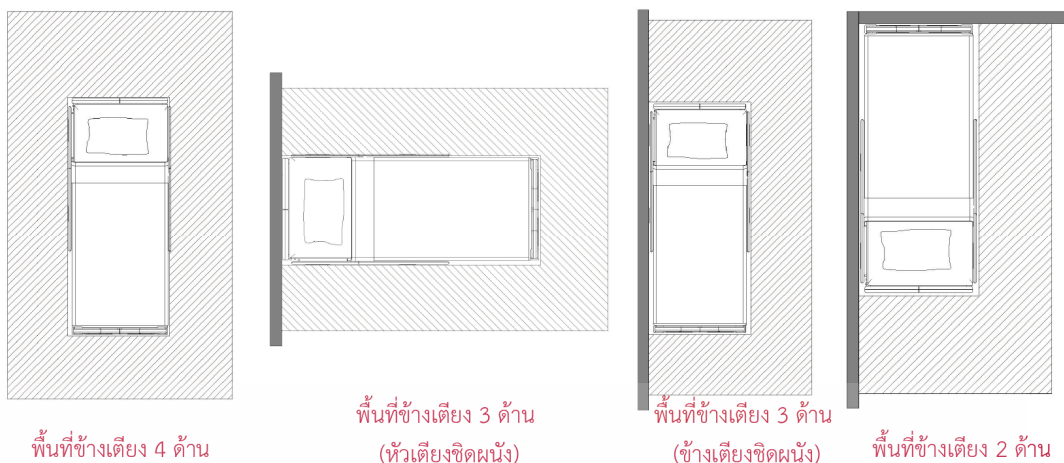 พื้นที่ข้างเตียง 4 ด้าน
พื้นที่ข้างเตียง 3 ด้าน
(หัวเตียงชิดผนัง)
พื้นที่ข้างเตียง 3 ด้าน
(ข้างเตียงชิดผนัง)
พื้นที่ข้างเตียง 2 ด้าน